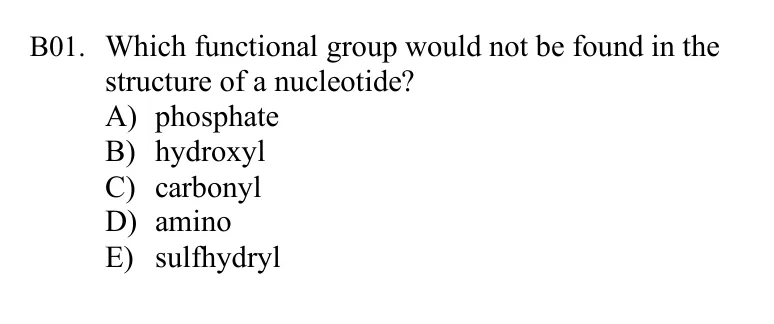 B01. Which functional group would not be found in the
structure of a nucleotide?
A) phosphate
B) hydroxyl
C) carbonyl
D) amino
E) sulfhydryl